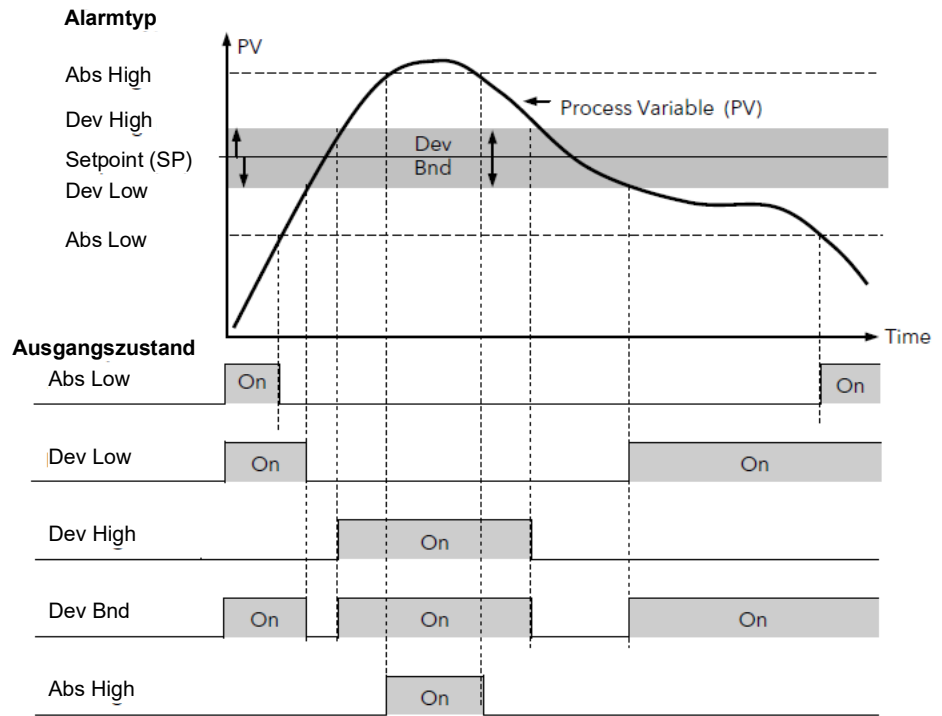 Alarmtyp
PV
Abs High
Process Variable (PV)
Dev High
Setpoint (SP)
Dev
Bnd
Dev Low
Abs Low
Time
Ausgangszustand
Abs Low
On
On
Dev Low
On
On
Dev High
On
Dev Bnd
On
On
On
Abs High
On